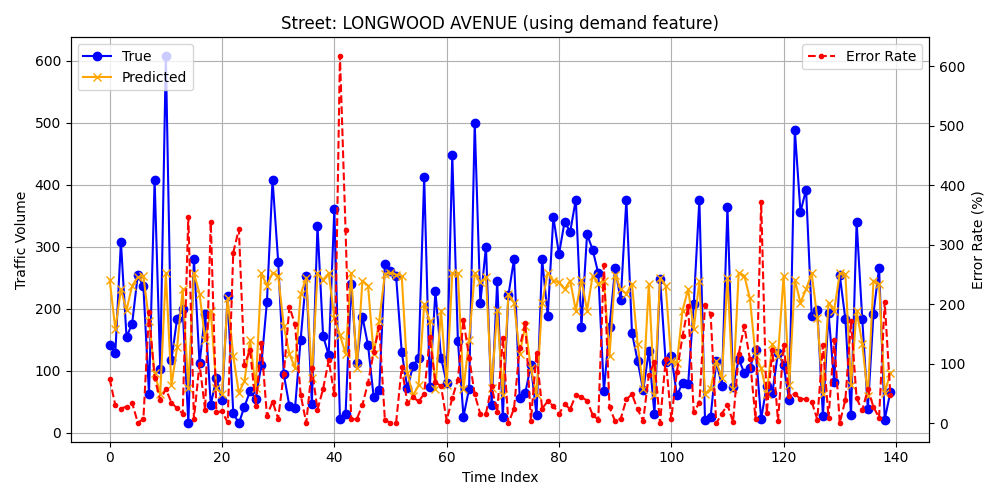 Street: LONGWOOD AVENUE (using demand feature)
True
Predicted
Error Rate
600
500
400
300
200
100
0
Traffic Volume
600
500
400
300
200
100
0
Error Rate (%)
0 20 40 60 80 100 120 140
Time Index